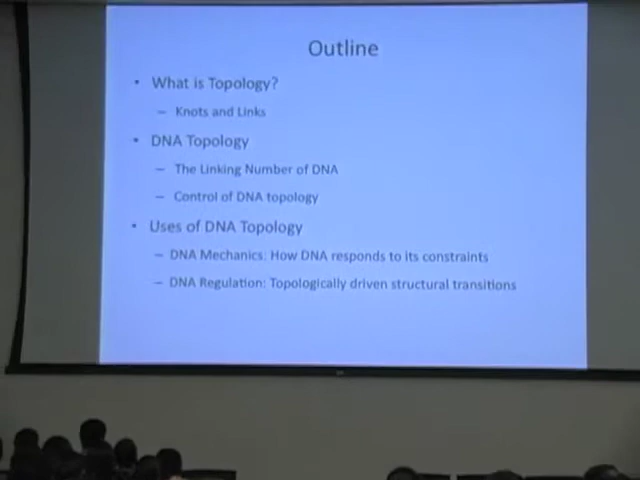 Outline
• What is Topology?
– Knots and Links
• DNA Topology
– The Linking Number of DNA
– Control of DNA topology
• Uses of DNA Topology
– DNA Mechanics: How DNA responds to its constraints
– DNA Regulation: Topologically driven structural transitions